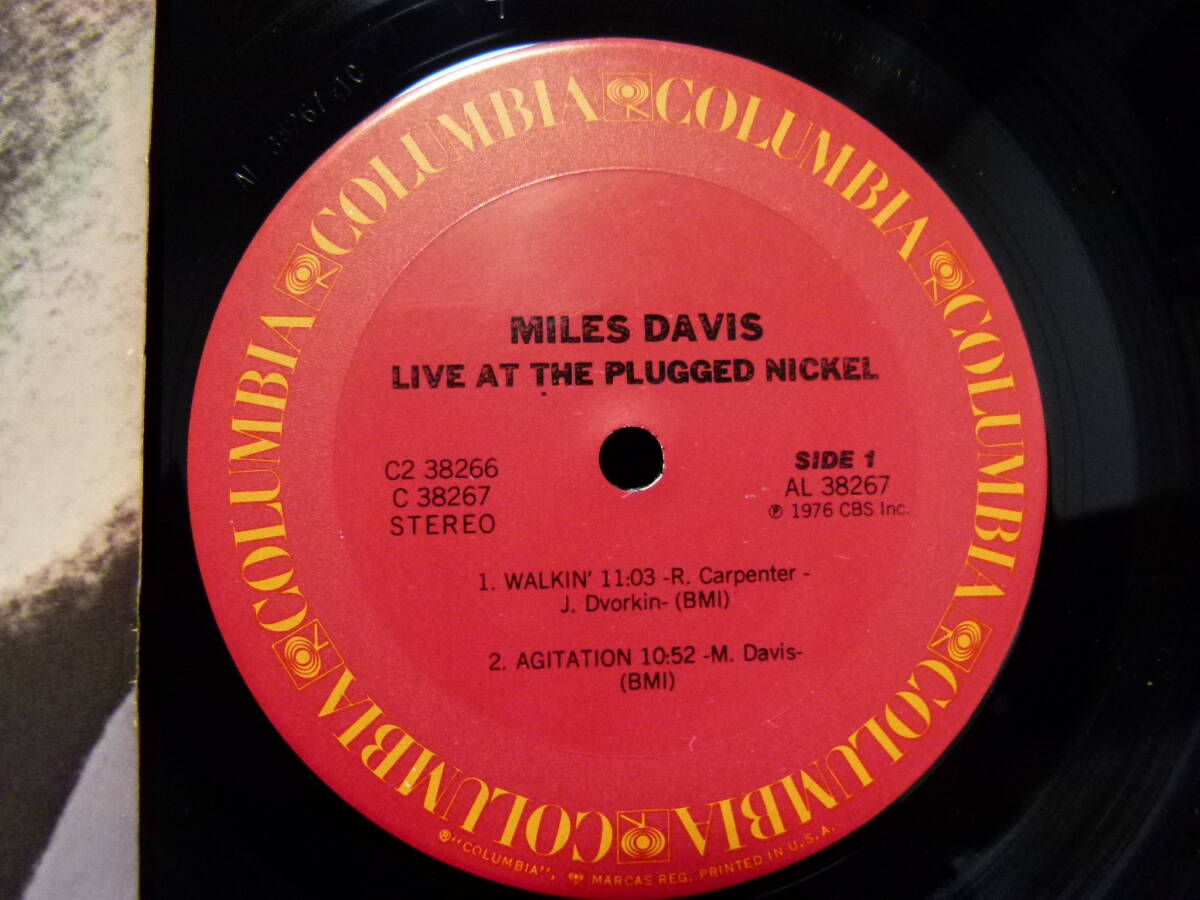 COLUMBIA COLUMBIA COLUMBIA COLUMBIA COLUMBIA COLUMBIA COLUMBIA COLUMBIA
MILES DAVIS
LIVE AT THE PLUGGED NICKEL
C2 38266
C 38267
STEREO
SIDE 1
AL 38267
℗ 1976 CBS Inc.
1. WALKIN' 11:03 -R. Carpenter -
J. Dvorkin- (BMI)
2. AGITATION 10:52 -M. Davis-
(BMI)
®"COLUMBIA", MARCAS REG. PRINTED IN U.S.A.